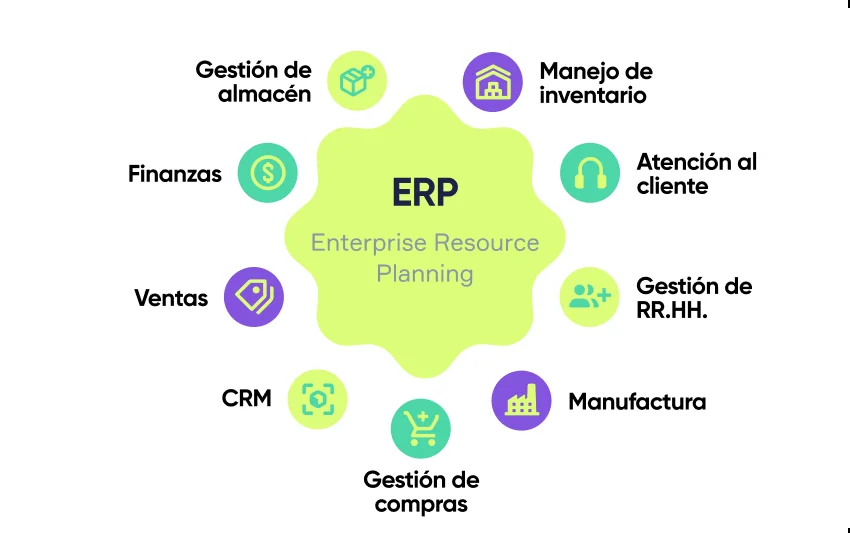 Gestión de
almacén
Manejo de
inventario
Finanzas
Atención al
cliente
ERP
Enterprise Resource
Planning
Ventas
Gestión de
RR.HH.
CRM
Manufactura
Gestión de
compras